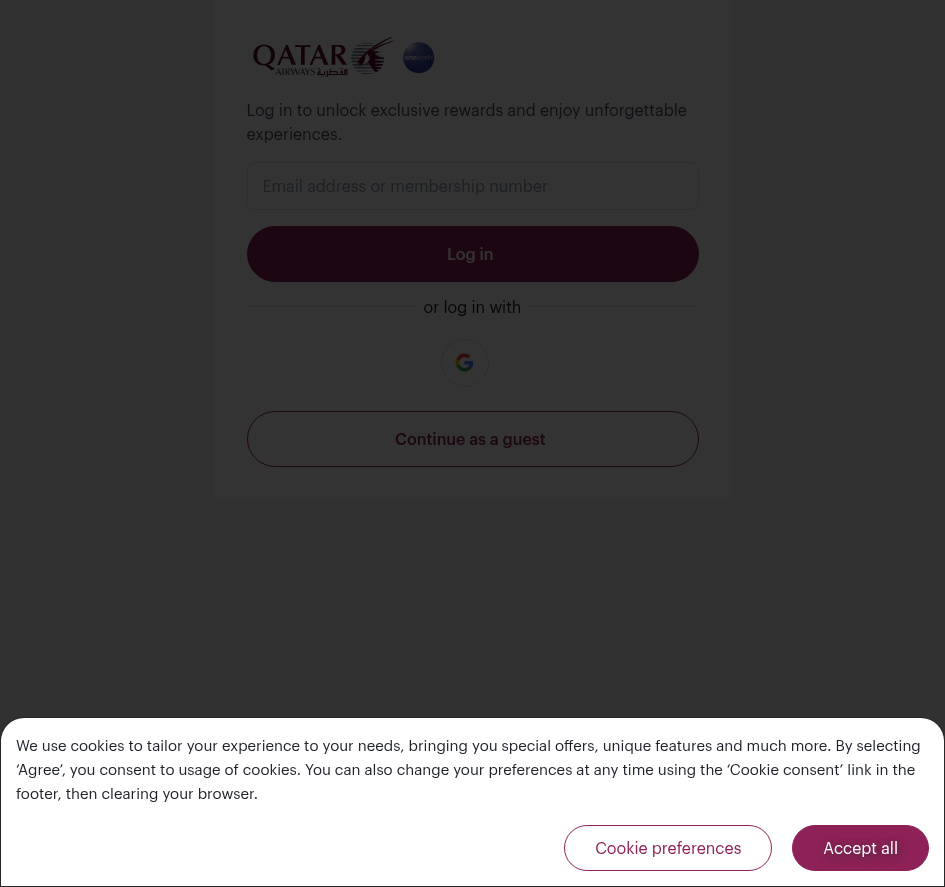 QATAR
AIRWAYS القطرية
oneworld
Log in to unlock exclusive rewards and enjoy unforgettable
experiences.
Email address or membership number
Log in
or log in with
Continue as a guest
We use cookies to tailor your experience to your needs, bringing you special offers, unique features and much more. By selecting
‘Agree’, you consent to usage of cookies. You can also change your preferences at any time using the ‘Cookie consent’ link in the
footer, then clearing your browser.
Cookie preferences
Accept all